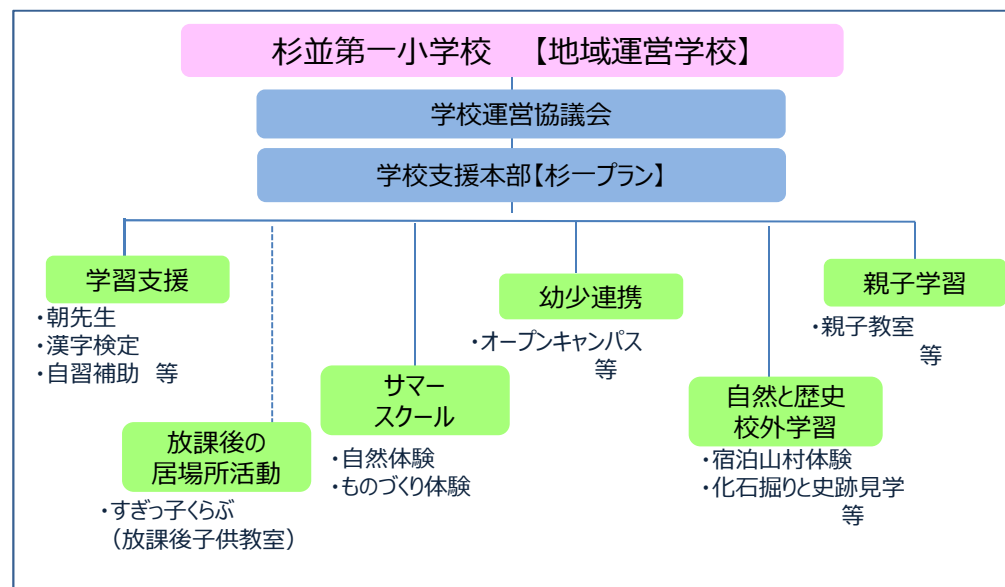 杉並第一小学校　【地域運営学校】
学校運営協議会
学校支援本部【杉一プラン】
学習支援
・朝先生
・漢字検定
・自習補助　等
放課後の
居場所活動
・すぎっ子くらぶ
（放課後子供教室）
サマー
スクール
・自然体験
・ものづくり体験
幼少連携
・オープンキャンパス
等
自然と歴史
校外学習
・宿泊山村体験
・化石掘りと史跡見学
等
親子学習
・親子教室
等